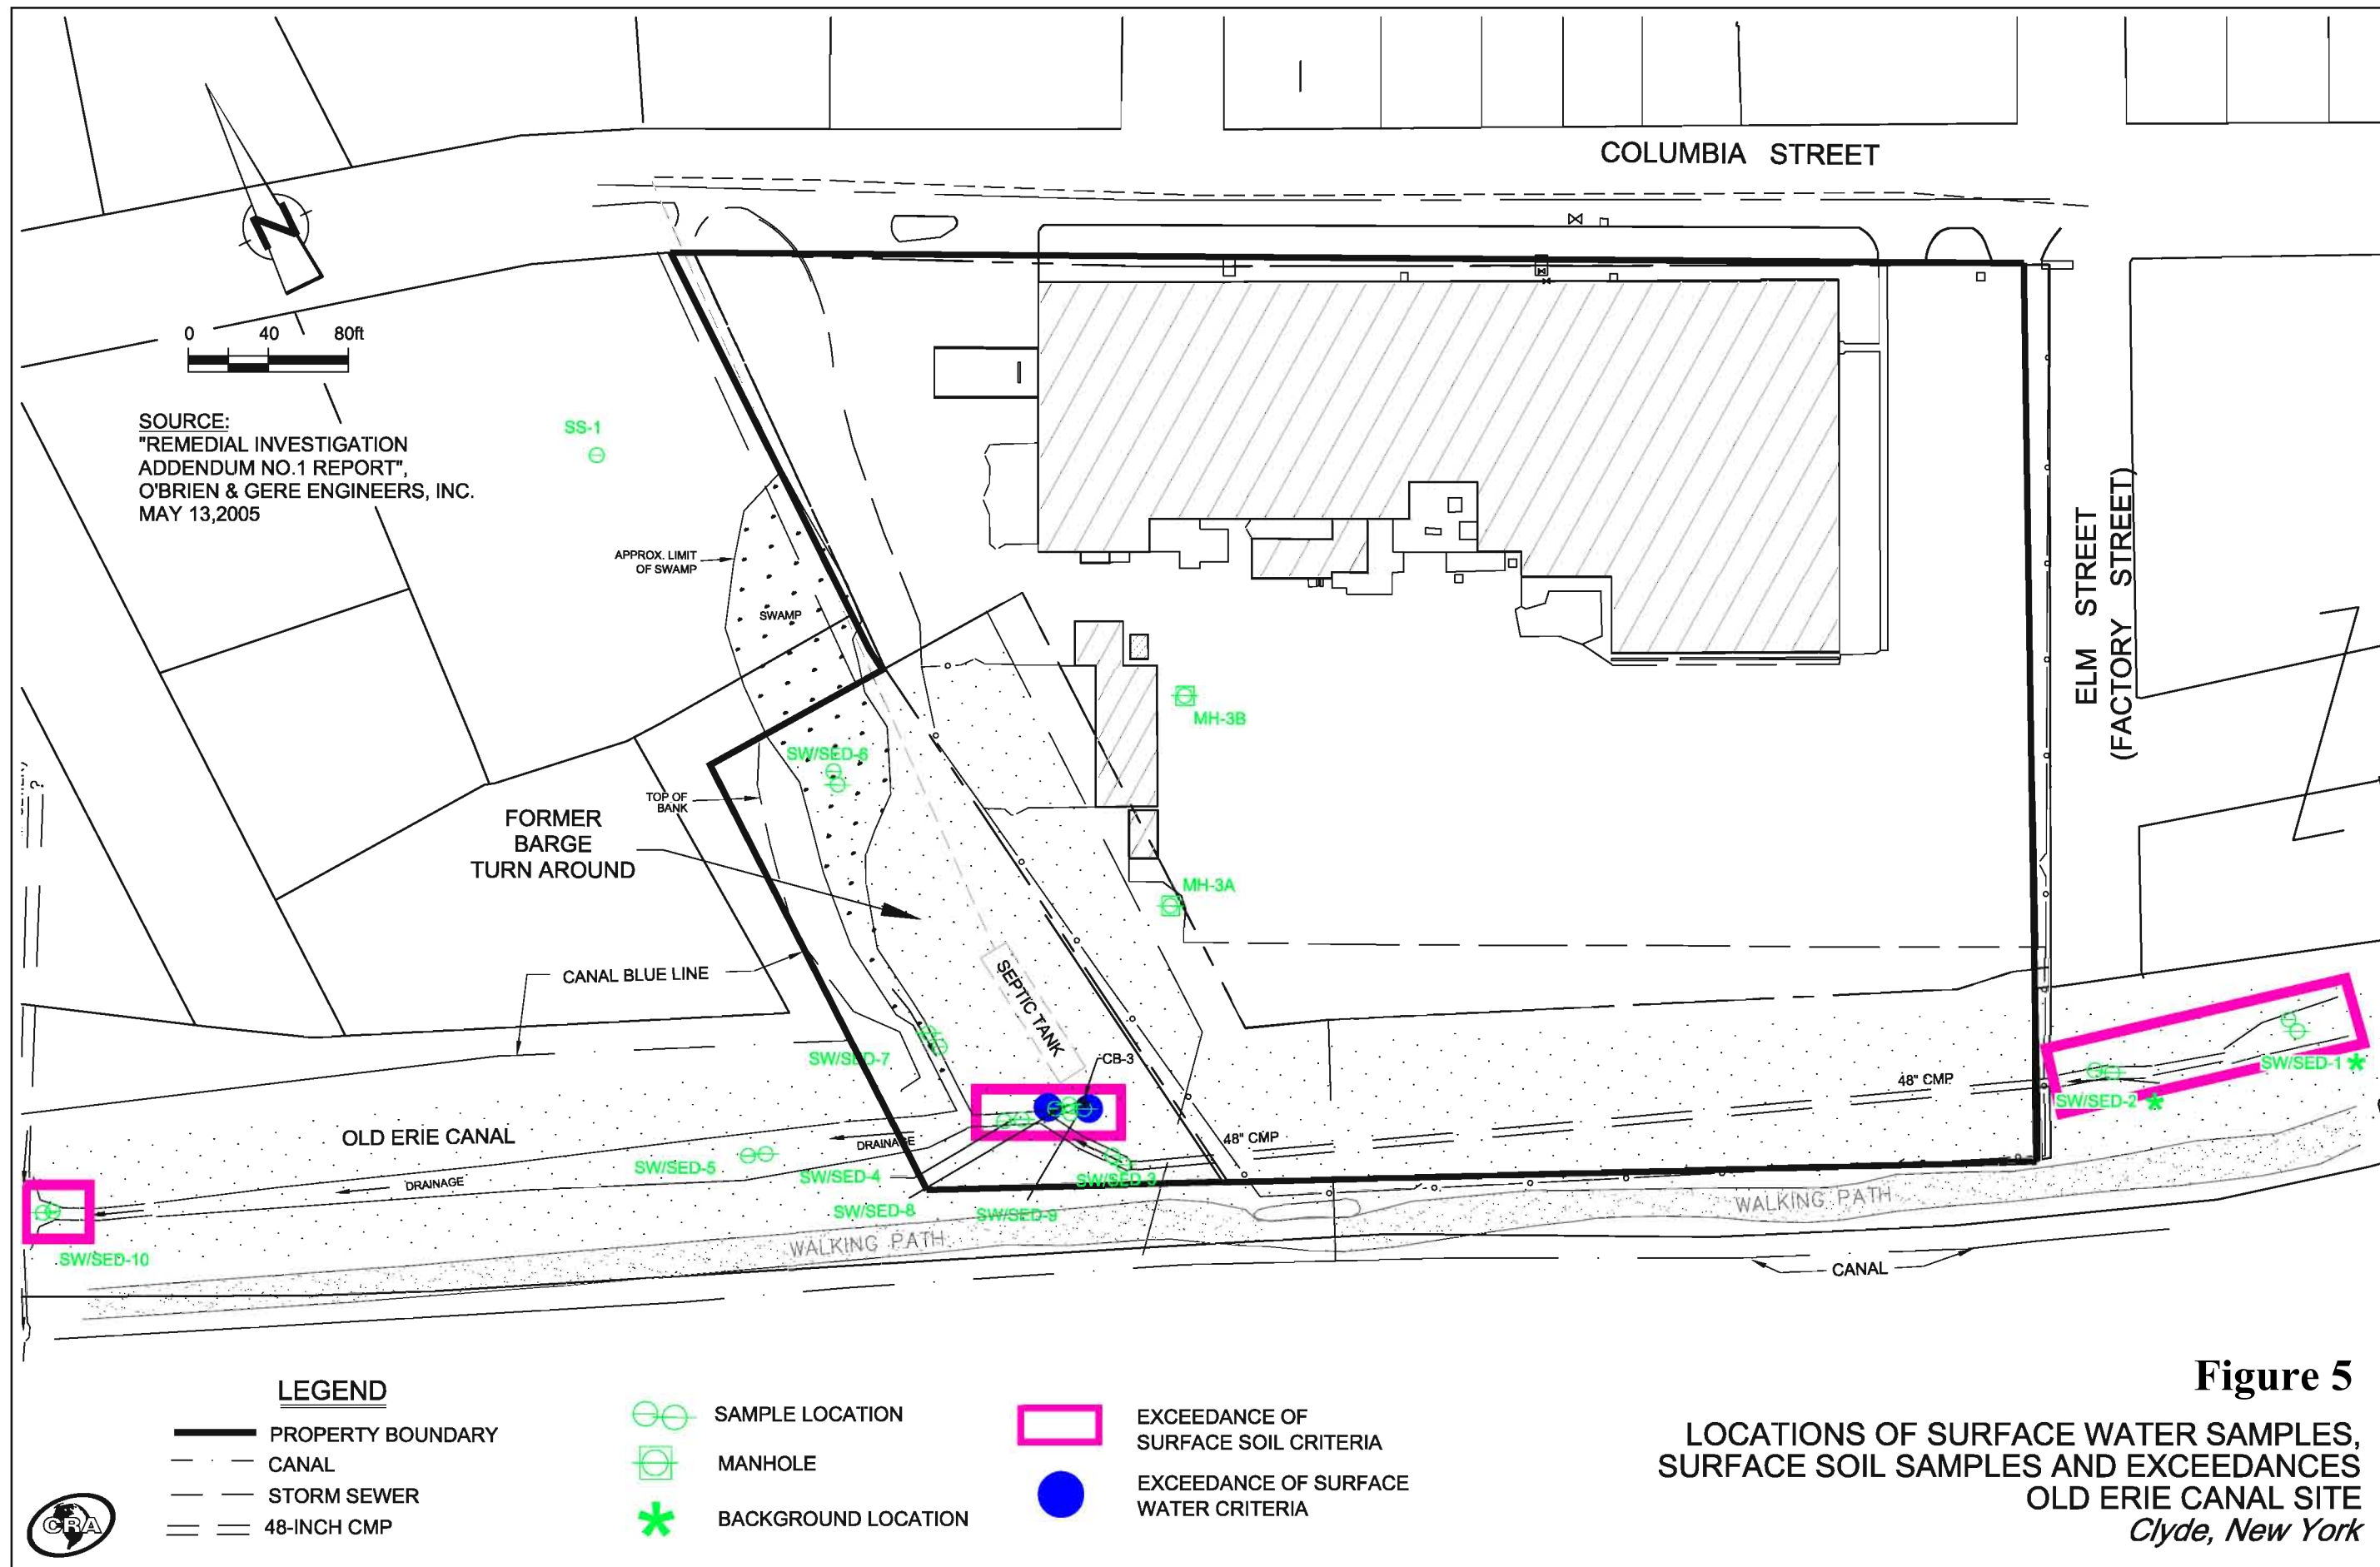 COLUMBIA STREET
N
0 40 80ft
SOURCE:
"REMEDIAL INVESTIGATION
ADDENDUM NO.1 REPORT",
O'BRIEN & GERE ENGINEERS, INC.
MAY 13,2005
SS-1
APPROX. LIMIT
OF SWAMP
SWAMP
ELM STREET
(FACTORY STREET)
MH-3B
SW/SED-6
TOP OF
BANK
FORMER
BARGE
TURN AROUND
MH-3A
CANAL BLUE LINE
SEPTIC TANK
SW/SED-7
CB-3
SW/SED-1
48" CMP
SW/SED-2
OLD ERIE CANAL
DRAINAGE
48" CMP
SW/SED-5
SW/SED-4
SW/SED-3
DRAINAGE
SW/SED-8
SW/SED-9
WALKING PATH
WALKING PATH
SW/SED-10
CANAL
?
LEGEND
PROPERTY BOUNDARY
CANAL
STORM SEWER
48-INCH CMP
SAMPLE LOCATION
MANHOLE
BACKGROUND LOCATION
EXCEEDANCE OF
SURFACE SOIL CRITERIA
EXCEEDANCE OF SURFACE
WATER CRITERIA
Figure 5
LOCATIONS OF SURFACE WATER SAMPLES,
SURFACE SOIL SAMPLES AND EXCEEDANCES
OLD ERIE CANAL SITE
Clyde, New York
CRA